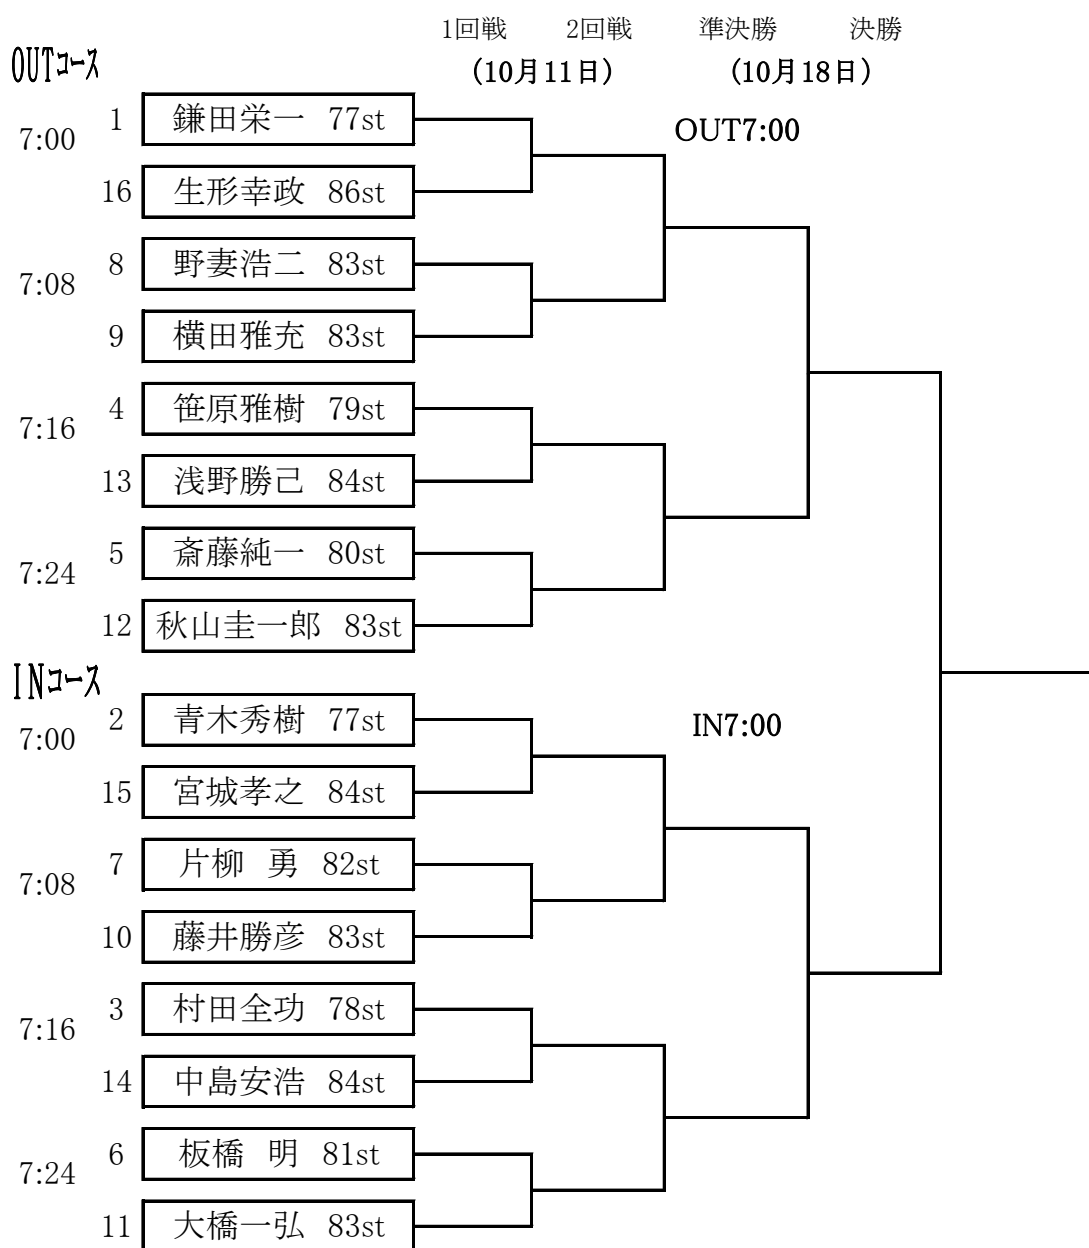 1回戦 2回戦 準決勝 決勝
OUTコース
(10月11日) (10月18日)
7:00 1 鎌田栄一 77st
OUT7:00
16 生形幸政 86st
7:08 8 野妻浩二 83st
9 横田雅充 83st
7:16 4 笹原雅樹 79st
13 浅野勝己 84st
7:24 5 斎藤純一 80st
12 秋山圭一郎 83st
INコース
7:00 2 青木秀樹 77st
IN7:00
15 宮城孝之 84st
7:08 7 片柳 勇 82st
10 藤井勝彦 83st
7:16 3 村田全功 78st
14 中島安浩 84st
7:24 6 板橋 明 81st
11 大橋一弘 83st